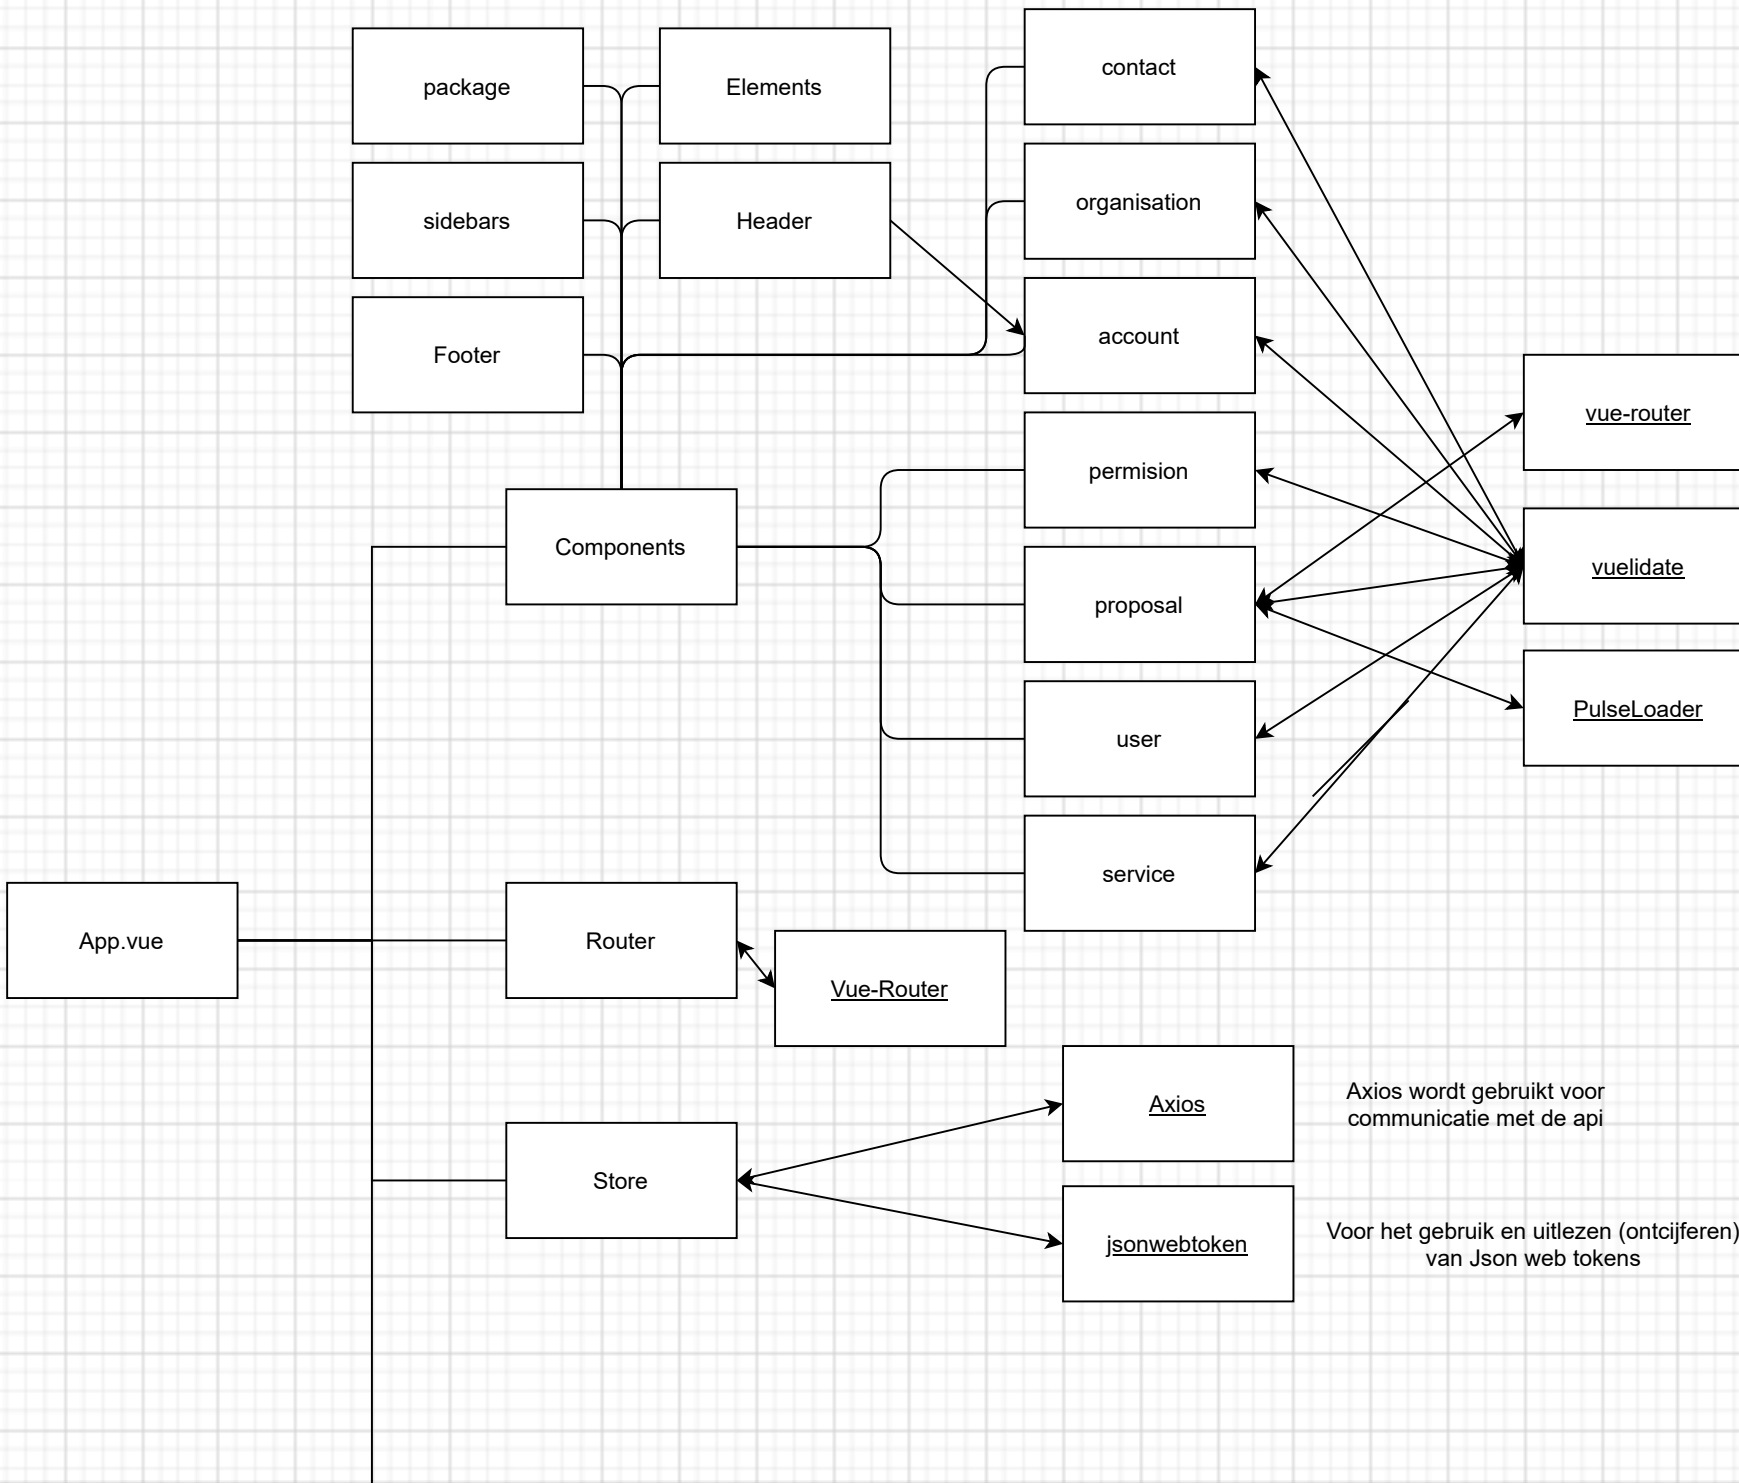 package
Elements
contact
sidebars
Header
organisation
Footer
account
vue-router
permision
Components
vuelidate
proposal
PulseLoader
user
service
App.vue
Router
Vue-Router
Axios
Axios wordt gebruikt voor
communicatie met de api
Store
jsonwebtoken
Voor het gebruik en uitlezen (ontcijferen)
van Json web tokens